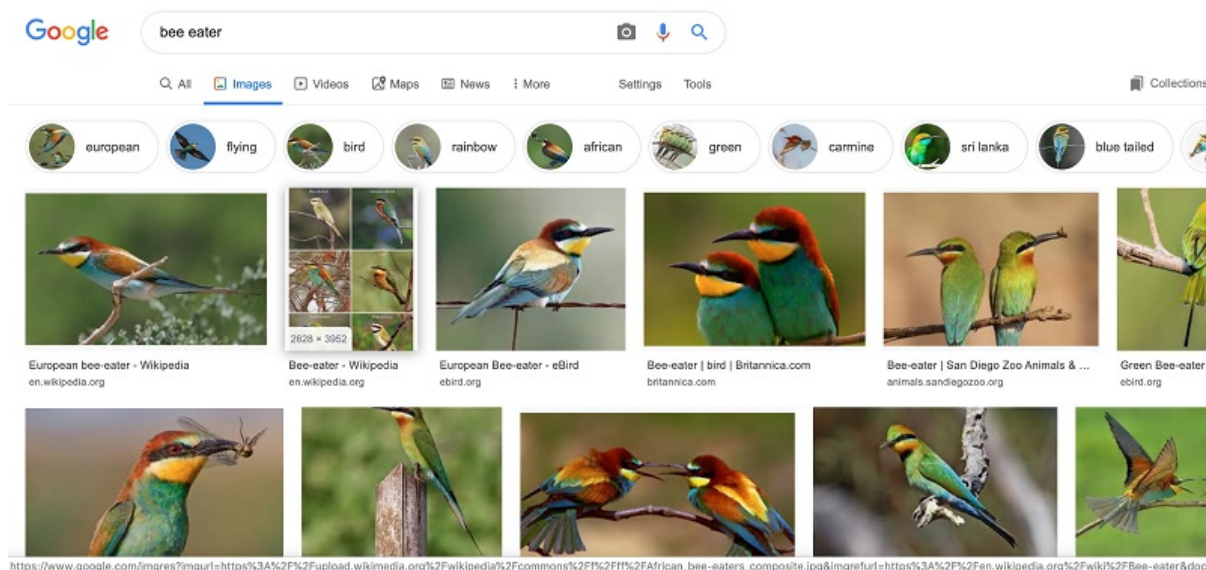 Google
bee eater
All Images Videos Maps News More Settings Tools Collections
european flying bird rainbow african green carmine sri lanka blue tailed
2628 × 3952
European bee-eater - Wikipedia
en.wikipedia.org
Bee-eater - Wikipedia
en.wikipedia.org
European Bee-eater - eBird
ebird.org
Bee-eater | bird | Britannica.com
britannica.com
Bee-eater | San Diego Zoo Animals & ...
animals.sandiegozoo.org
Green Bee-eater
ebird.org
https://www.google.com/imgres?imgurl=https%3A%2F%2Fupload.wikimedia.org%2Fwikipedia%2Fcommons%2Ff%2Ff1%2FAfrican_bee-eaters_composite.jpg&imgrefurl=https%3A%2F%2Fen.wikipedia.org%2Fwiki%2FBee-eater&doc